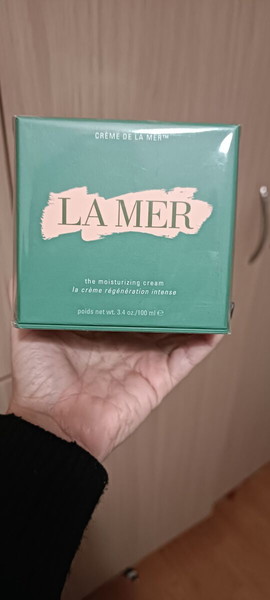 CRÈME DE LA MER™
LA MER
the moisturizing cream
la crème régénération intense
poids net wt. 3.4 oz./100 ml ℮